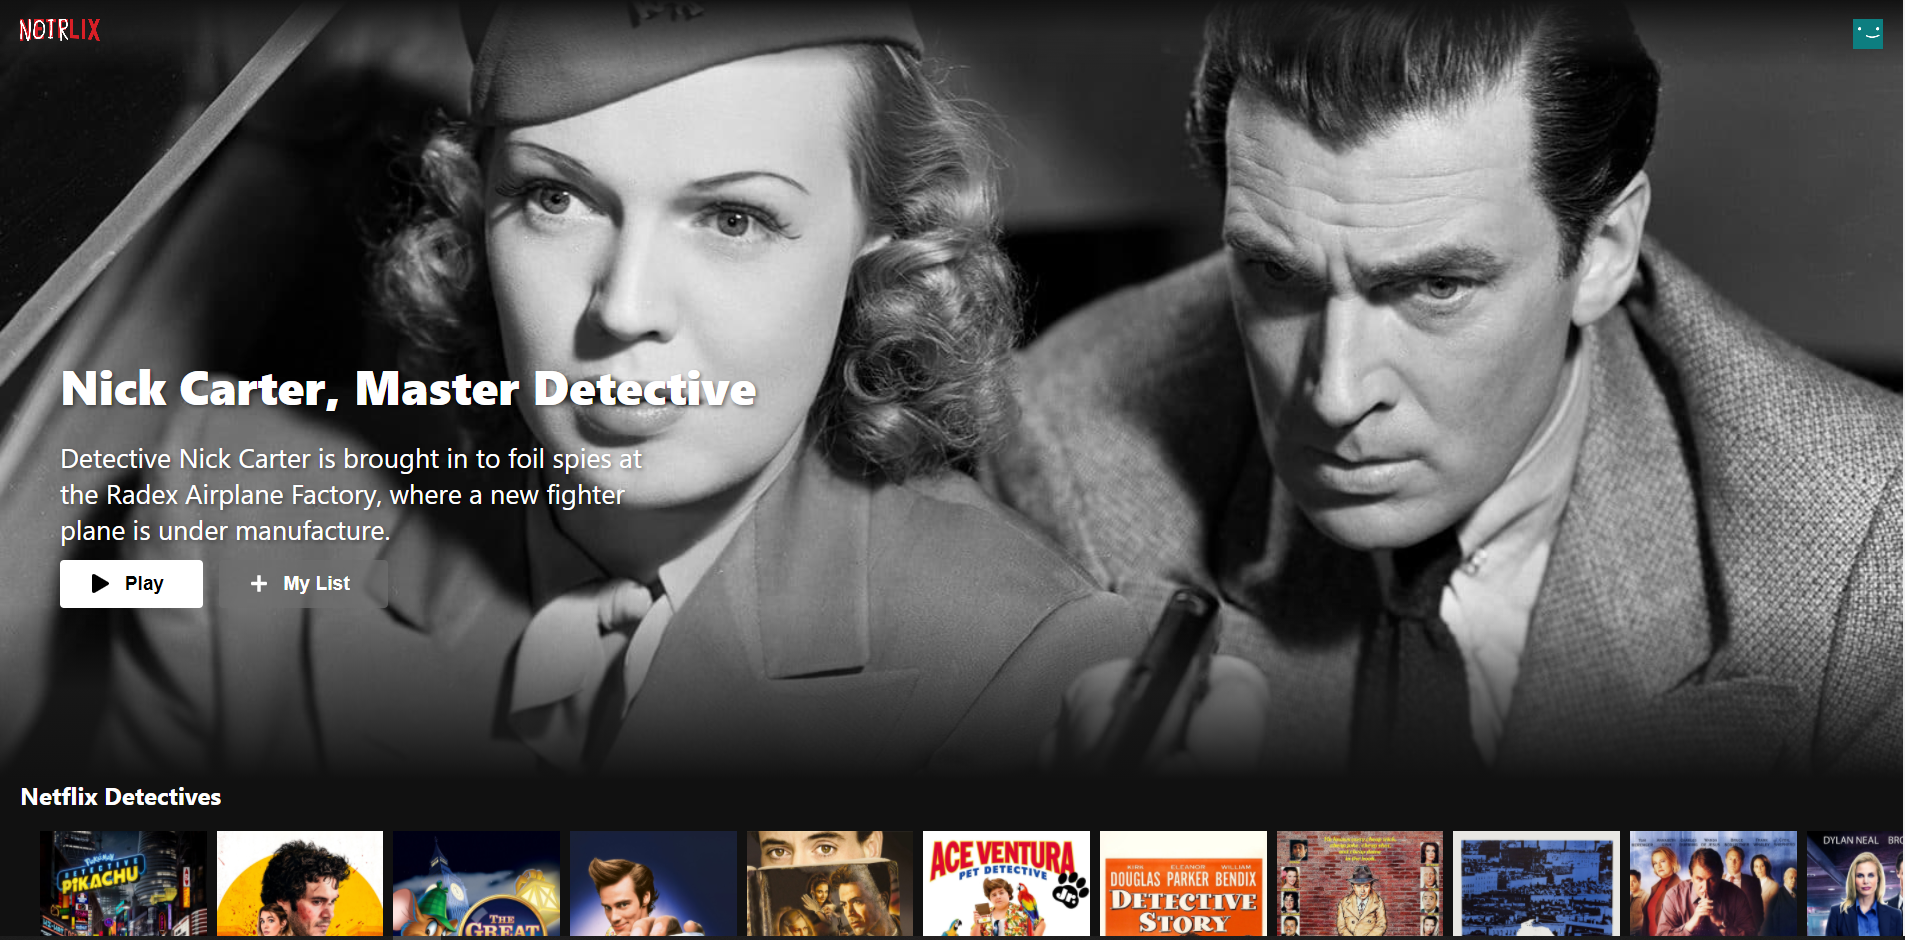 NOIRLIX
Nick Carter, Master Detective
Detective Nick Carter is brought in to foil spies at
the Radex Airplane Factory, where a new fighter
plane is under manufacture.
Play
My List
Netflix Detectives
POKÉMON
DETECTIVE
PIKACHU
THE
GREAT
ACE VENTURA
PET DETECTIVE
Jr.
KIRK ELEANOR WILLIAM
DOUGLAS PARKER BENDIX
DETECTIVE
STORY
DYLAN NEAL